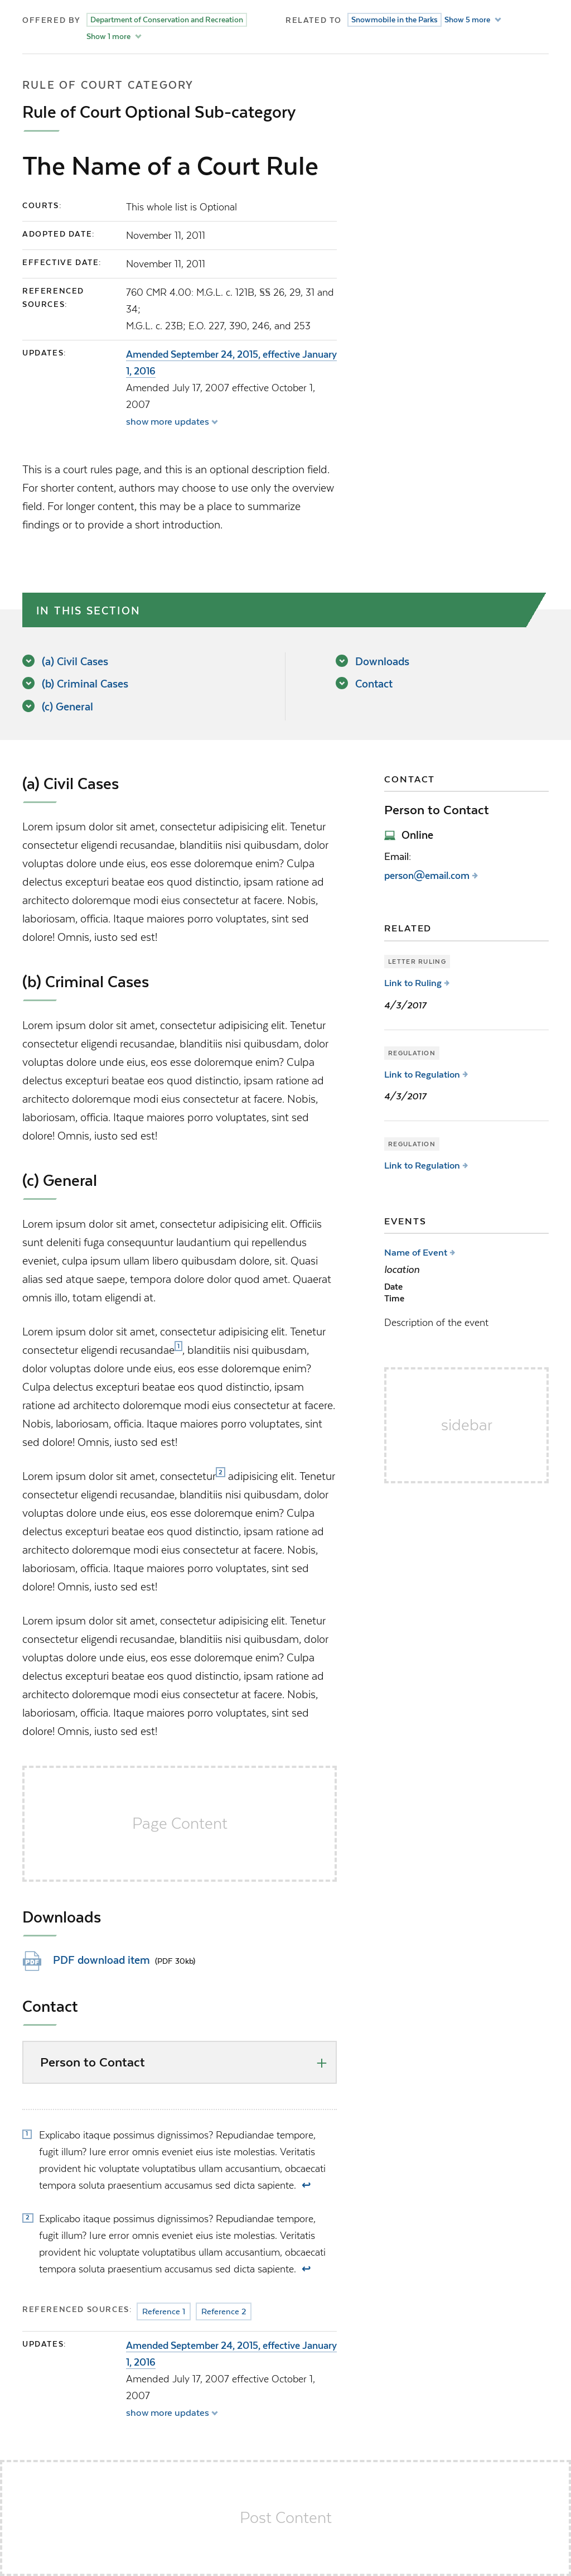 OFFERED BY Department of Conservation and Recreation
Show 1 more
RELATED TO Snowmobile in the Parks Show 5 more
RULE OF COURT CATEGORY
Rule of Court Optional Sub-category
The Name of a Court Rule
COURTS: This whole list is Optional
ADOPTED DATE: November 11, 2011
EFFECTIVE DATE: November 11, 2011
REFERENCED SOURCES: 760 CMR 4.00: M.G.L. c. 121B, §§ 26, 29, 31 and
34;
M.G.L. c. 23B; E.O. 227, 390, 246, and 253
UPDATES: Amended September 24, 2015, effective January
1, 2016
Amended July 17, 2007 effective October 1,
2007
show more updates
This is a court rules page, and this is an optional description field.
For shorter content, authors may choose to use only the overview
field. For longer content, this may be a place to summarize
findings or to provide a short introduction.
IN THIS SECTION
(a) Civil Cases
(b) Criminal Cases
(c) General
Downloads
Contact
(a) Civil Cases
Lorem ipsum dolor sit amet, consectetur adipisicing elit. Tenetur
consectetur eligendi recusandae, blanditiis nisi quibusdam, dolor
voluptas dolore unde eius, eos esse doloremque enim? Culpa
delectus excepturi beatae eos quod distinctio, ipsam ratione ad
architecto doloremque modi eius consectetur at facere. Nobis,
laboriosam, officia. Itaque maiores porro voluptates, sint sed
dolore! Omnis, iusto sed est!
(b) Criminal Cases
Lorem ipsum dolor sit amet, consectetur adipisicing elit. Tenetur
consectetur eligendi recusandae, blanditiis nisi quibusdam, dolor
voluptas dolore unde eius, eos esse doloremque enim? Culpa
delectus excepturi beatae eos quod distinctio, ipsam ratione ad
architecto doloremque modi eius consectetur at facere. Nobis,
laboriosam, officia. Itaque maiores porro voluptates, sint sed
dolore! Omnis, iusto sed est!
(c) General
Lorem ipsum dolor sit amet, consectetur adipisicing elit. Officiis
sunt deleniti fuga consequuntur laudantium qui repellendus
eveniet, culpa ipsum ullam libero quibusdam dolore, sit. Quasi
alias sed atque saepe, tempora dolore dolor quod amet. Quaerat
omnis illo, totam eligendi at.
Lorem ipsum dolor sit amet, consectetur adipisicing elit. Tenetur
consectetur eligendi recusandae1, blanditiis nisi quibusdam,
dolor voluptas dolore unde eius, eos esse doloremque enim?
Culpa delectus excepturi beatae eos quod distinctio, ipsam
ratione ad architecto doloremque modi eius consectetur at facere.
Nobis, laboriosam, officia. Itaque maiores porro voluptates, sint
sed dolore! Omnis, iusto sed est!
Lorem ipsum dolor sit amet, consectetur2 adipisicing elit. Tenetur
consectetur eligendi recusandae, blanditiis nisi quibusdam, dolor
voluptas dolore unde eius, eos esse doloremque enim? Culpa
delectus excepturi beatae eos quod distinctio, ipsam ratione ad
architecto doloremque modi eius consectetur at facere. Nobis,
laboriosam, officia. Itaque maiores porro voluptates, sint sed
dolore! Omnis, iusto sed est!
Lorem ipsum dolor sit amet, consectetur adipisicing elit. Tenetur
consectetur eligendi recusandae, blanditiis nisi quibusdam, dolor
voluptas dolore unde eius, eos esse doloremque enim? Culpa
delectus excepturi beatae eos quod distinctio, ipsam ratione ad
architecto doloremque modi eius consectetur at facere. Nobis,
laboriosam, officia. Itaque maiores porro voluptates, sint sed
dolore! Omnis, iusto sed est!
Page Content
Downloads
PDF PDF download item (PDF 30kb)
Contact
Person to Contact
1 Explicabo itaque possimus dignissimos? Repudiandae tempore,
fugit illum? Iure error omnis eveniet eius iste molestias. Veritatis
provident hic voluptate voluptatibus ullam accusantium, obcaecati
tempora soluta praesentium accusamus sed dicta sapiente. ↩
2 Explicabo itaque possimus dignissimos? Repudiandae tempore,
fugit illum? Iure error omnis eveniet eius iste molestias. Veritatis
provident hic voluptate voluptatibus ullam accusantium, obcaecati
tempora soluta praesentium accusamus sed dicta sapiente. ↩
REFERENCED SOURCES: Reference 1 Reference 2
UPDATES: Amended September 24, 2015, effective January
1, 2016
Amended July 17, 2007 effective October 1,
2007
show more updates
CONTACT
Person to Contact
Online
Email:
person@email.com
RELATED
LETTER RULING
Link to Ruling
4/3/2017
REGULATION
Link to Regulation
4/3/2017
REGULATION
Link to Regulation
EVENTS
Name of Event
location
Date
Time
Description of the event
sidebar
Post Content